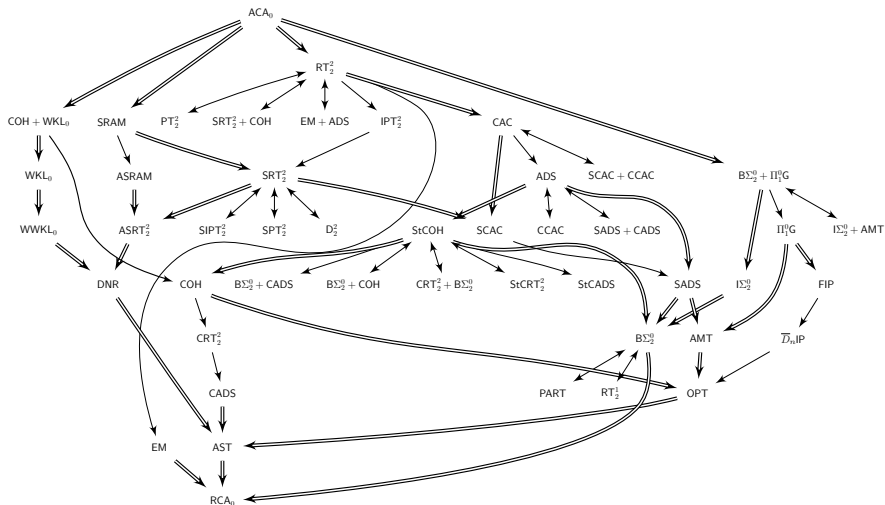 ACA₀
RT²₂
COH + WKL₀ SRAM PT²₂ SRT²₂ + COH EM + ADS IPT²₂ CAC
WKL₀ ASRAM SRT²₂ ADS SCAC + CCAC BΣ⁰₂ + Π⁰₁G
WWKL₀ ASRT²₂ SIPT²₂ SPT²₂ D²₂ StCOH SCAC CCAC SADS + CADS Π⁰₁G IΣ⁰₂ + AMT
DNR COH BΣ⁰₂ + CADS BΣ⁰₂ + COH CRT²₂ + BΣ⁰₂ StCRT²₂ StCADS SADS IΣ⁰₂ FIP
CRT²₂ BΣ⁰₂ AMT D̅ₙIP
CADS PART RT¹₂ OPT
EM AST
RCA₀